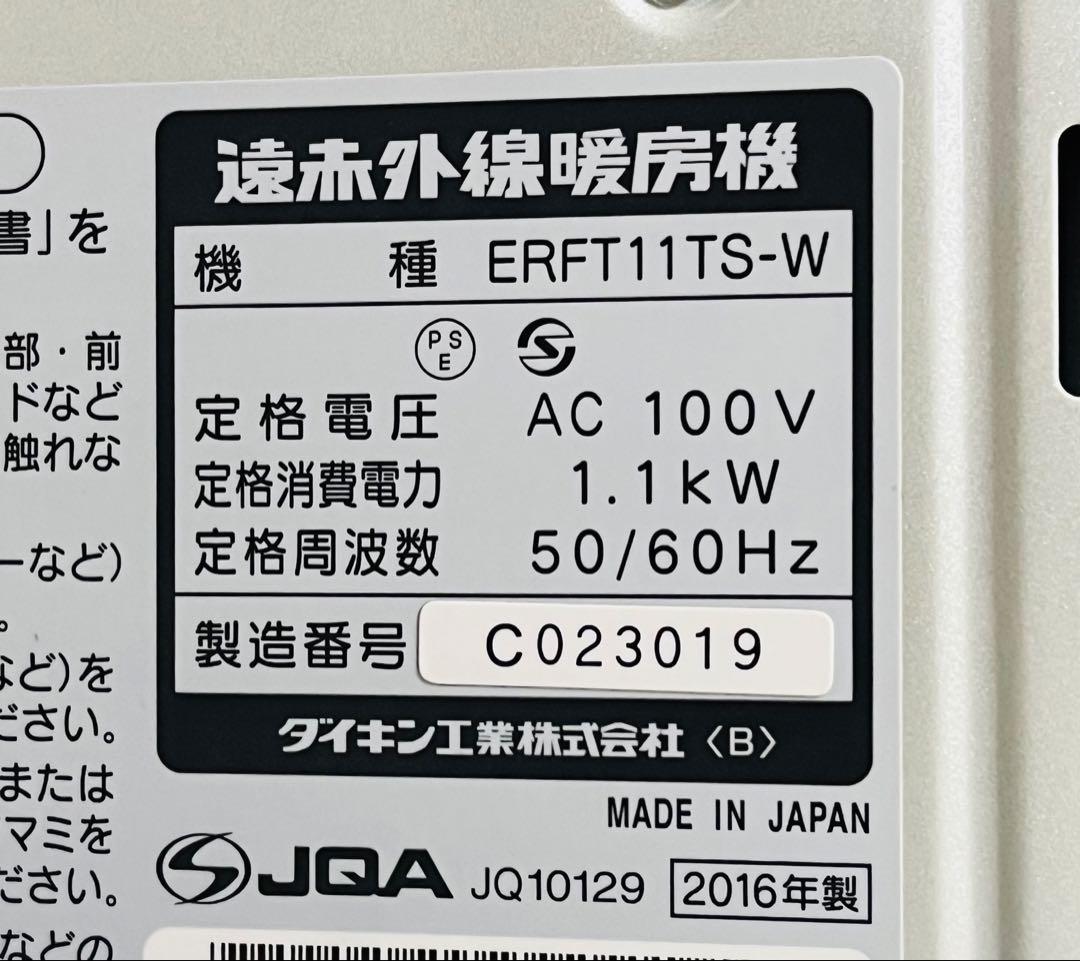 遠赤外線暖房機
機種 ERFT11TS-W
PSE
定格電圧 AC 100V
定格消費電力 1.1kW
定格周波数 50/60Hz
製造番号 C023019
ダイキン工業株式会社〈B〉
MADE IN JAPAN
JQA JQ10129 2016年製
書」を
部・前
ドなど
触れな
ーなど)
。
など)を
ださい。
または
マミを
ださい。
などの